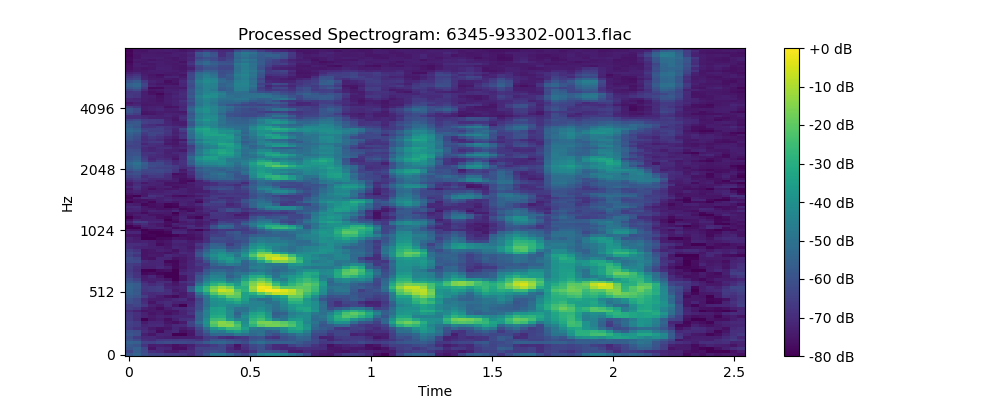 Processed Spectrogram: 6345-93302-0013.flac
+0 dB
-10 dB
4096
-20 dB
2048
-30 dB
Hz
-40 dB
1024
-50 dB
-60 dB
512
-70 dB
0
-80 dB
0 0.5 1 1.5 2 2.5
Time